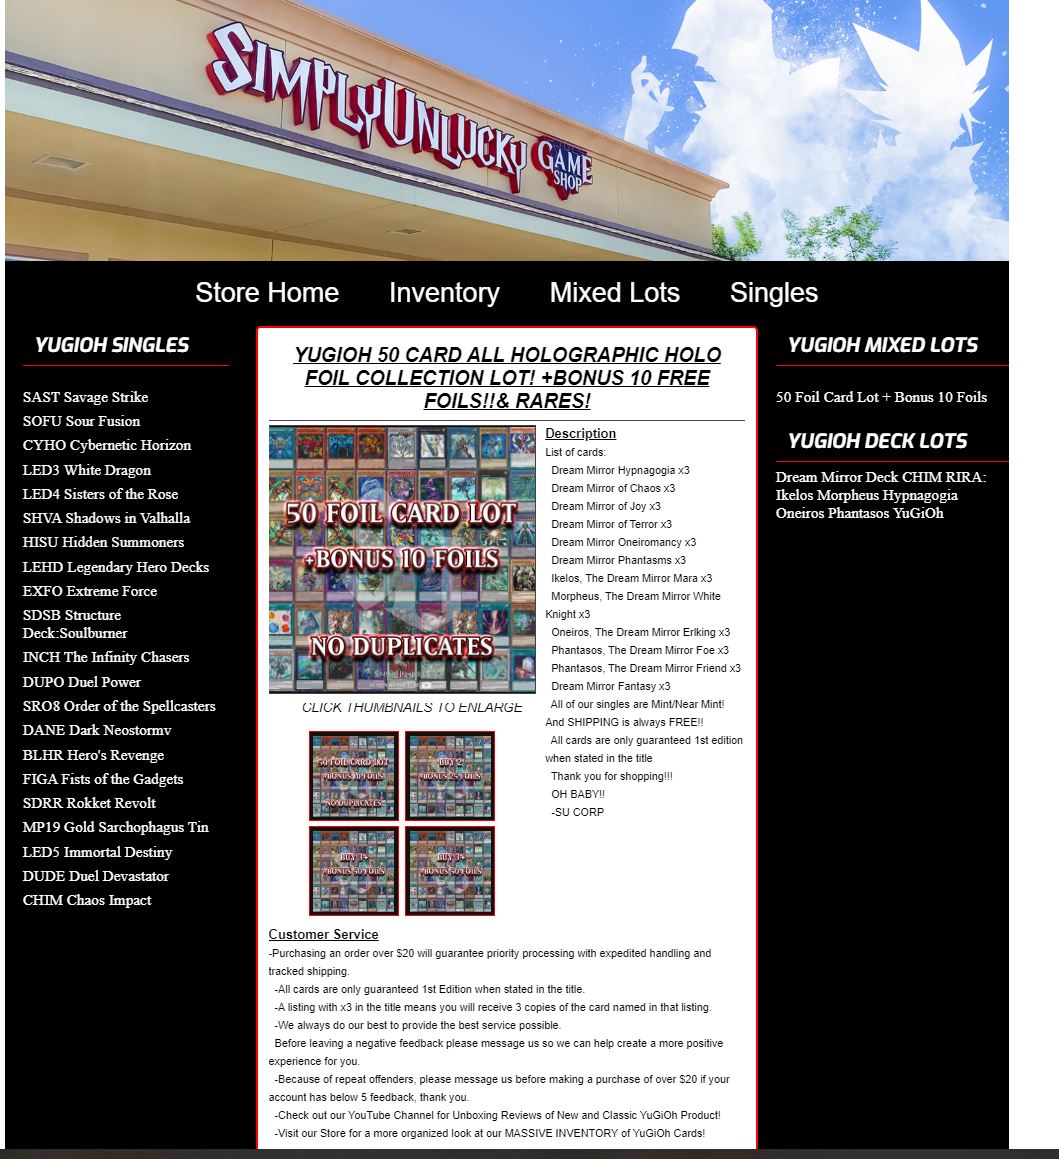 SIMPLYUNLUCKY GAME SHOP
Store Home Inventory Mixed Lots Singles
YUGIOH SINGLES
SAST Savage Strike
SOFU Sour Fusion
CYHO Cybernetic Horizon
LED3 White Dragon
LED4 Sisters of the Rose
SHVA Shadows in Valhalla
HISU Hidden Summoners
LEHD Legendary Hero Decks
EXFO Extreme Force
SDSB Structure
Deck:Soulburner
INCH The Infinity Chasers
DUPO Duel Power
SRO8 Order of the Spellcasters
DANE Dark Neostormv
BLHR Hero's Revenge
FIGA Fists of the Gadgets
SDRR Rokket Revolt
MP19 Gold Sarchophagus Tin
LED5 Immortal Destiny
DUDE Duel Devastator
CHIM Chaos Impact
YUGIOH 50 CARD ALL HOLOGRAPHIC HOLO
FOIL COLLECTION LOT! +BONUS 10 FREE
FOILS!!& RARES!
50 FOIL CARD LOT
+BONUS 10 FOILS
NO DUPLICATES
CLICK THUMBNAILS TO ENLARGE
50 FOIL CARD LOT
+BONUS 10 FOILS
NO DUPLICATES
BUY 2!
+BONUS 25 FOILS
BUY 3+
+BONUS 50 FOILS
BUY 3+
+BONUS 50 FOILS
Description
List of cards:
Dream Mirror Hypnagogia x3
Dream Mirror of Chaos x3
Dream Mirror of Joy x3
Dream Mirror of Terror x3
Dream Mirror Oneiromancy x3
Dream Mirror Phantasms x3
Ikelos, The Dream Mirror Mara x3
Morpheus, The Dream Mirror White
Knight x3
Oneiros, The Dream Mirror Erlking x3
Phantasos, The Dream Mirror Foe x3
Phantasos, The Dream Mirror Friend x3
Dream Mirror Fantasy x3
All of our singles are Mint/Near Mint!
And SHIPPING is always FREE!!
All cards are only guaranteed 1st edition
when stated in the title
Thank you for shopping!!!
OH BABY!!
-SU CORP
Customer Service
-Purchasing an order over $20 will guarantee priority processing with expedited handling and
tracked shipping.
-All cards are only guaranteed 1st Edition when stated in the title.
-A listing with x3 in the title means you will receive 3 copies of the card named in that listing.
-We always do our best to provide the best service possible.
Before leaving a negative feedback please message us so we can help create a more positive
experience for you.
-Because of repeat offenders, please message us before making a purchase of over $20 if your
account has below 5 feedback, thank you.
-Check out our YouTube Channel for Unboxing Reviews of New and Classic YuGiOh Product!
-Visit our Store for a more organized look at our MASSIVE INVENTORY of YuGiOh Cards!
YUGIOH MIXED LOTS
50 Foil Card Lot + Bonus 10 Foils
YUGIOH DECK LOTS
Dream Mirror Deck CHIM RIRA:
Ikelos Morpheus Hypnagogia
Oneiros Phantasos YuGiOh